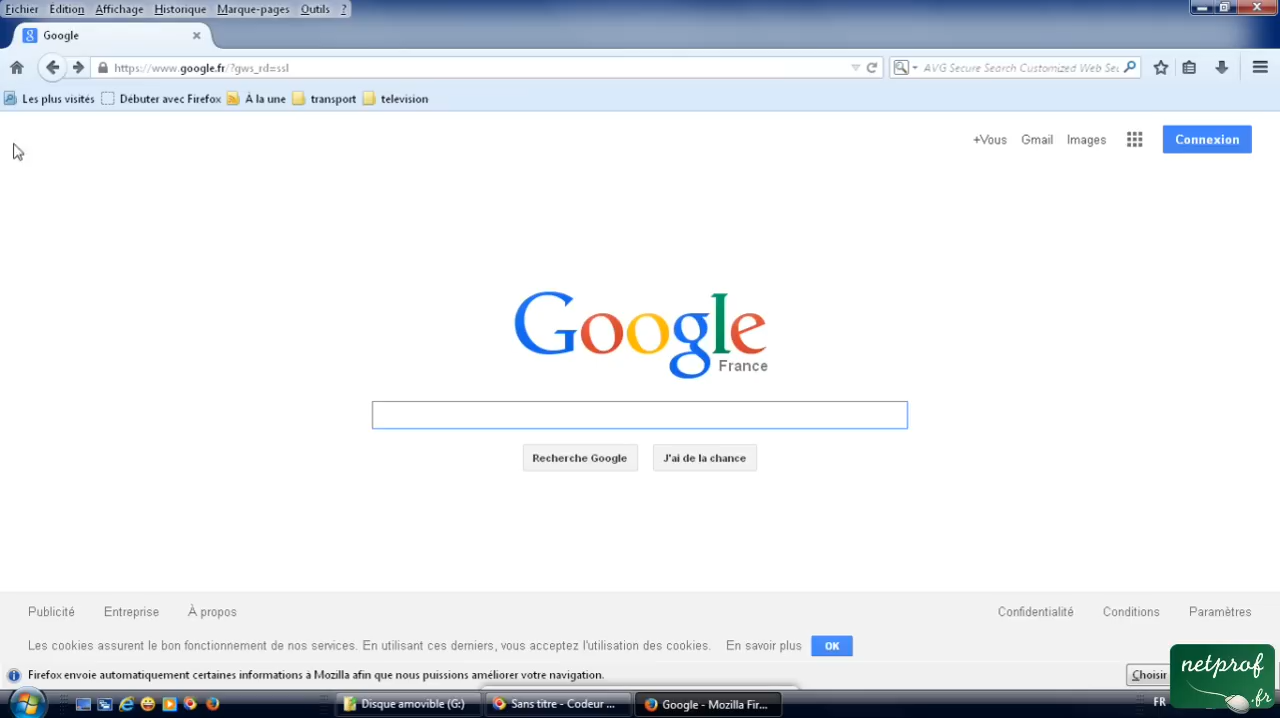 Fichier Edition Affichage Historique Marque-pages Outils ?
Google
https://www.google.fr/?gws_rd=ssl
AVG Secure Search Customized Web Se
Les plus visités Débuter avec Firefox À la une transport television
+Vous Gmail Images Connexion
Google
France
Recherche Google J'ai de la chance
Publicité Entreprise À propos Confidentialité Conditions Paramètres
Les cookies assurent le bon fonctionnement de nos services. En utilisant ces derniers, vous acceptez l'utilisation des cookies. En savoir plus OK
Firefox envoie automatiquement certaines informations à Mozilla afin que nous puissions améliorer votre navigation. Choisir
netprof
.fr
Disque amovible (G:) Sans titre - Codeur ... Google - Mozilla Fir... FR